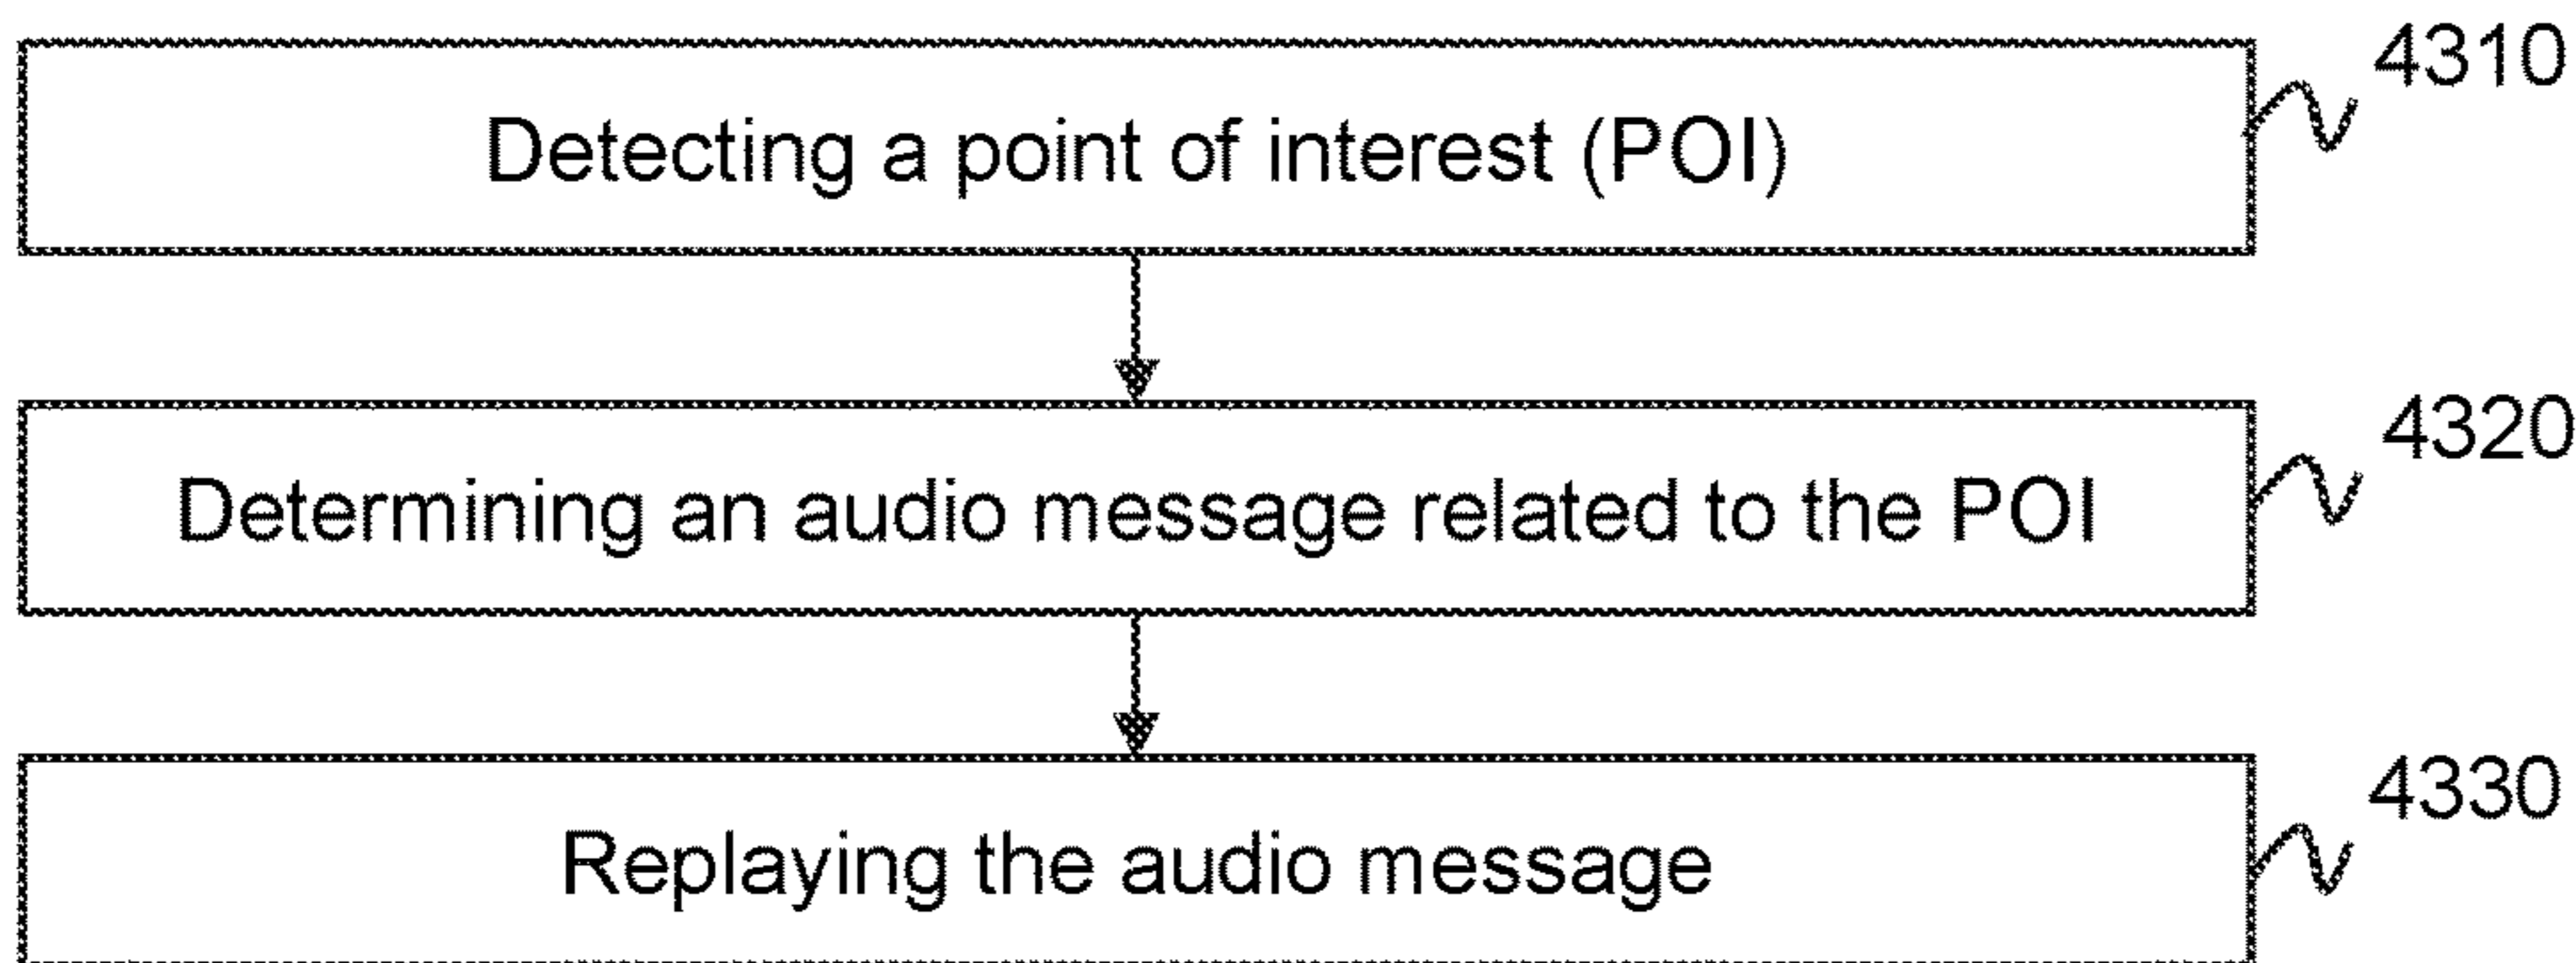 4310
Detecting a point of interest (POI)
4320
Determining an audio message related to the POI
4330
Replaying the audio message